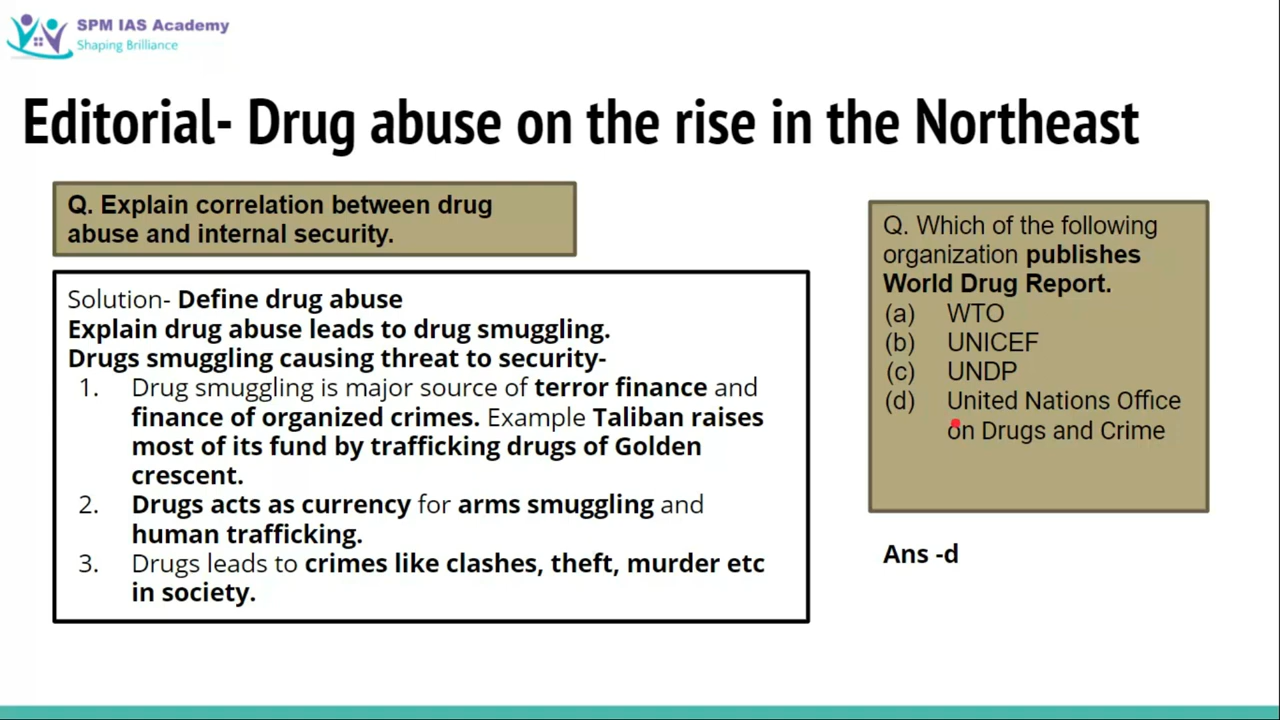 SPM IAS Academy
Shaping Brilliance
Editorial- Drug abuse on the rise in the Northeast
Q. Explain correlation between drug
abuse and internal security.
Solution- Define drug abuse
Explain drug abuse leads to drug smuggling.
Drugs smuggling causing threat to security-
1. Drug smuggling is major source of terror finance and
finance of organized crimes. Example Taliban raises
most of its fund by trafficking drugs of Golden
crescent.
2. Drugs acts as currency for arms smuggling and
human trafficking.
3. Drugs leads to crimes like clashes, theft, murder etc
in society.
Q. Which of the following
organization publishes
World Drug Report.
(a) WTO
(b) UNICEF
(c) UNDP
(d) United Nations Office
on Drugs and Crime
Ans -d